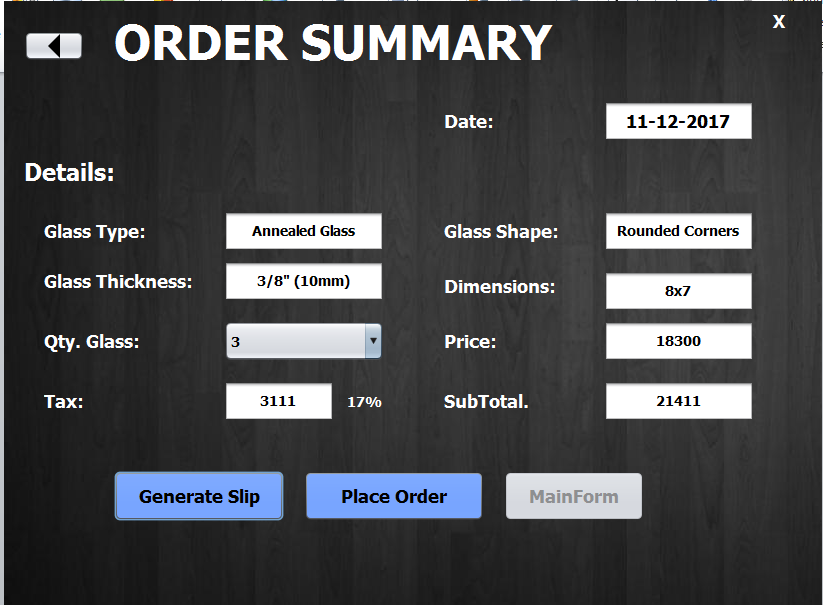 X
ORDER SUMMARY
Date: 11-12-2017
Details:
Glass Type: Annealed Glass Glass Shape: Rounded Corners
Glass Thickness: 3/8" (10mm) Dimensions: 8x7
Qty. Glass: 3 Price: 18300
Tax: 3111 17% SubTotal. 21411
Generate Slip Place Order MainForm